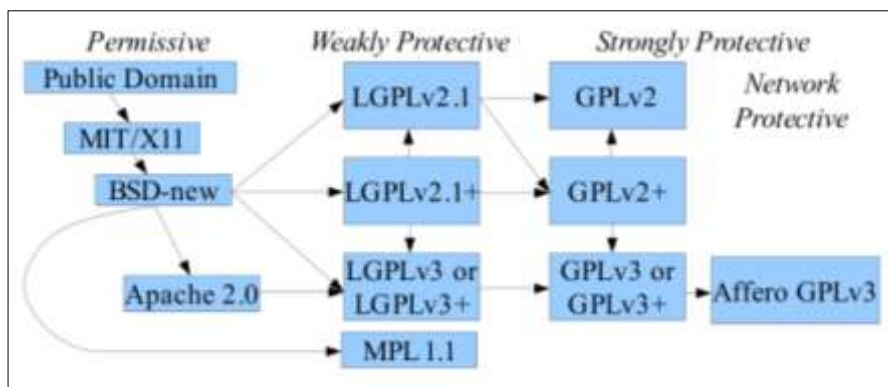 Permissive
Weakly Protective
Strongly Protective
Network
Protective
Public Domain
MIT/X11
BSD-new
Apache 2.0
LGPLv2.1
LGPLv2.1+
LGPLv3 or
LGPLv3+
MPL 1.1
GPLv2
GPLv2+
GPLv3 or
GPLv3+
Affero GPLv3